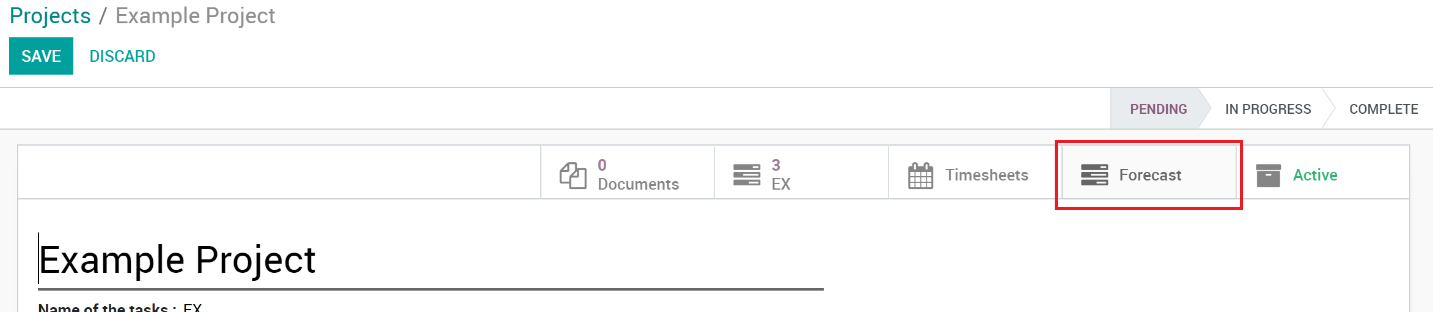 Projects / Example Project
SAVE DISCARD
PENDING IN PROGRESS COMPLETE
0
Documents
3
EX
Timesheets
Forecast
Active
Example Project
Name of the tasks : EX